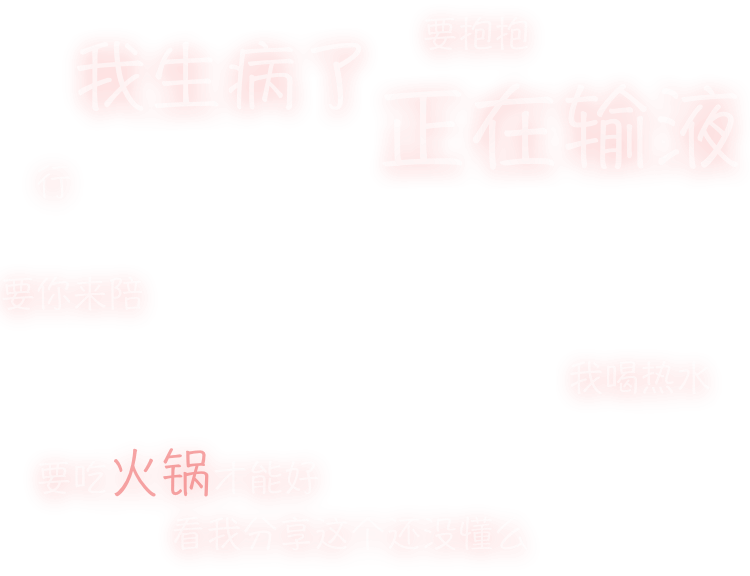 要抱抱
我生病了
正在输液
行
要你来陪
我喝热水
要吃火锅才能好
看我分享这个还没懂么